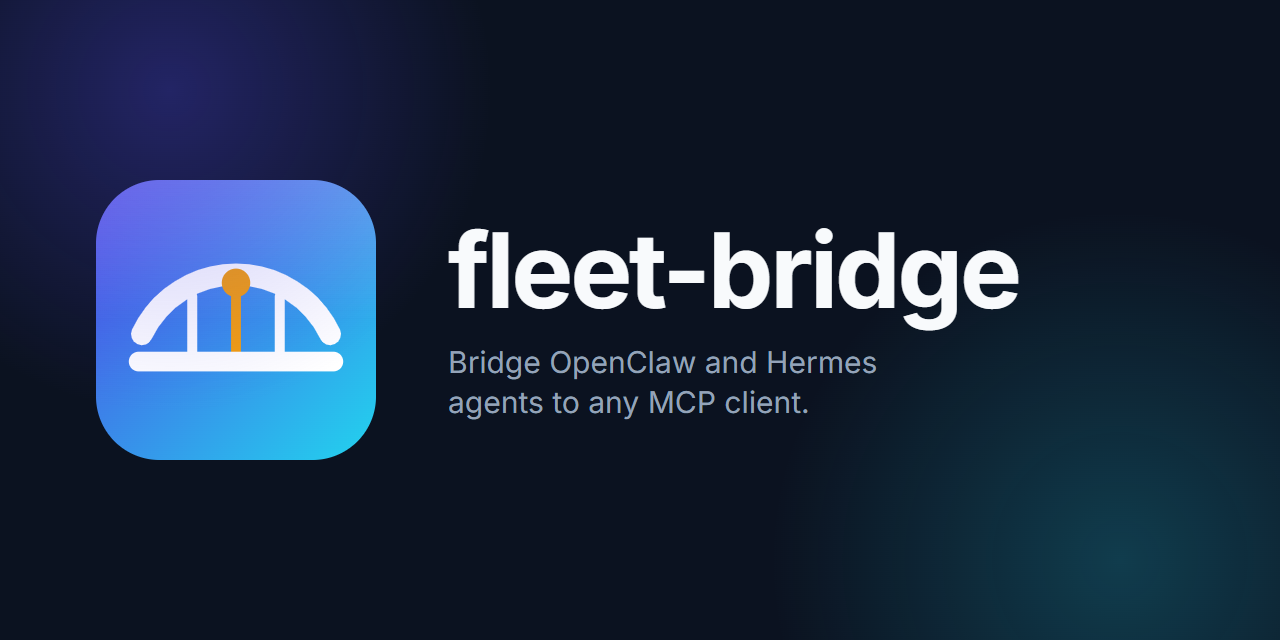 fleet-bridge
Bridge OpenClaw and Hermes
agents to any MCP client.